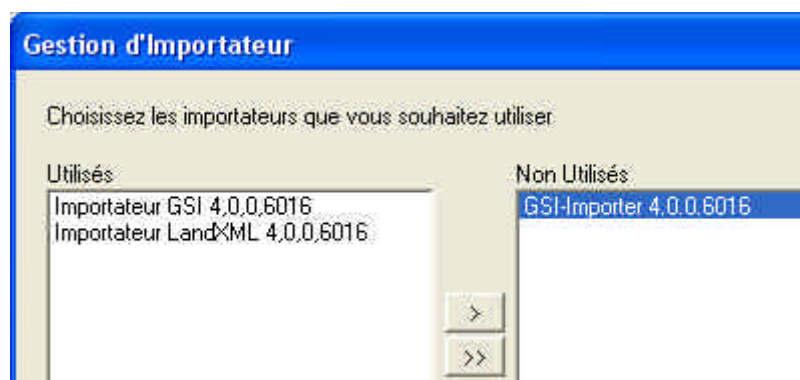 Gestion d'Importateur
Choisissez les importateurs que vous souhaitez utiliser
Utilisés
Non Utilisés
Importateur GSI 4,0,0,6016
Importateur LandXML 4,0,0,6016
GSI-Importer 4.0.0.6016
>
>>